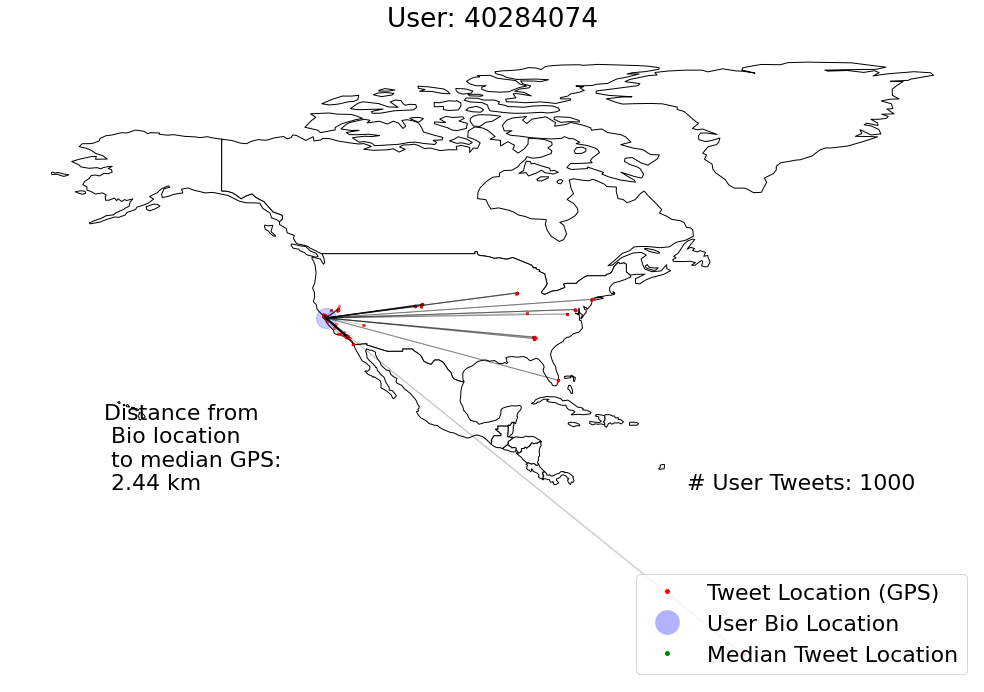 User: 40284074
Distance from
Bio location
to median GPS:
2.44 km
# User Tweets: 1000
Tweet Location (GPS)
User Bio Location
Median Tweet Location